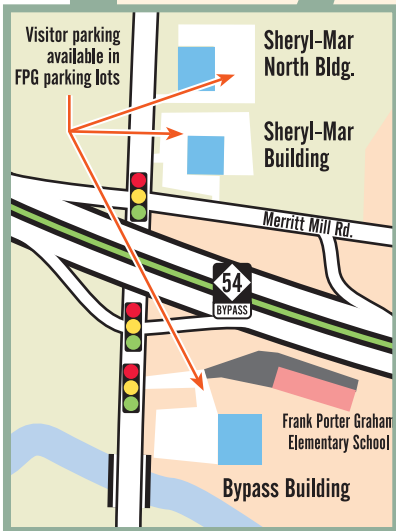 Visitor parking
available in
FPG parking lots
Sheryl-Mar
North Bldg.
Sheryl-Mar
Building
Merritt Mill Rd.
54
BYPASS
Frank Porter Graham
Elementary School
Bypass Building